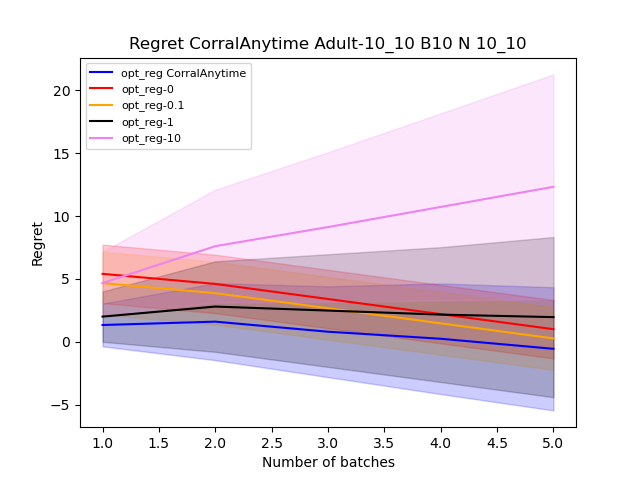 Regret CorralAnytime Adult-10_10 B10 N 10_10
opt_reg CorralAnytime
opt_reg-0
opt_reg-0.1
opt_reg-1
opt_reg-10
20
15
10
5
0
−5
Regret
1.0 1.5 2.0 2.5 3.0 3.5 4.0 4.5 5.0
Number of batches